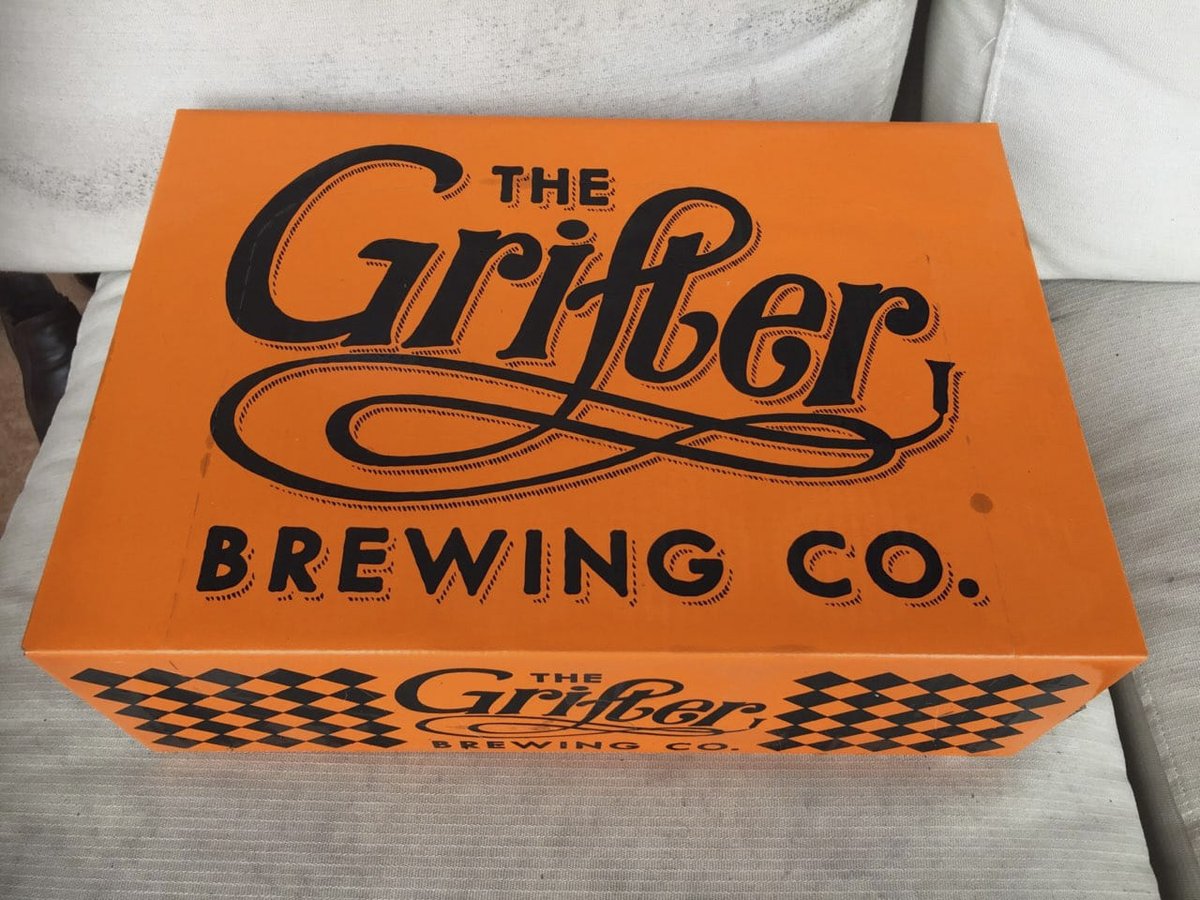 THE
Grifter
BREWING CO.
THE
Grifter
BREWING CO.